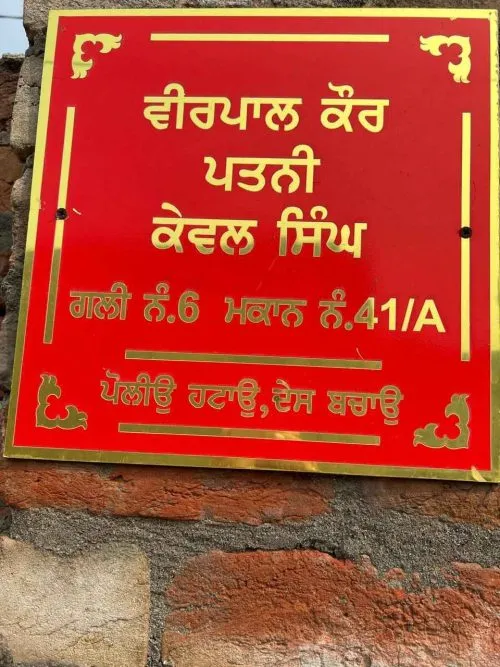 ਵੀਰਪਾਲ ਕੌਰ
ਪਤਨੀ
ਕੇਵਲ ਸਿੰਘ
ਗਲੀ ਨੰ.6 ਮਕਾਨ ਨੰ.41/A
ਪੋਲੀਉ ਹਟਾਉ,ਦੇਸ ਬਚਾਉ